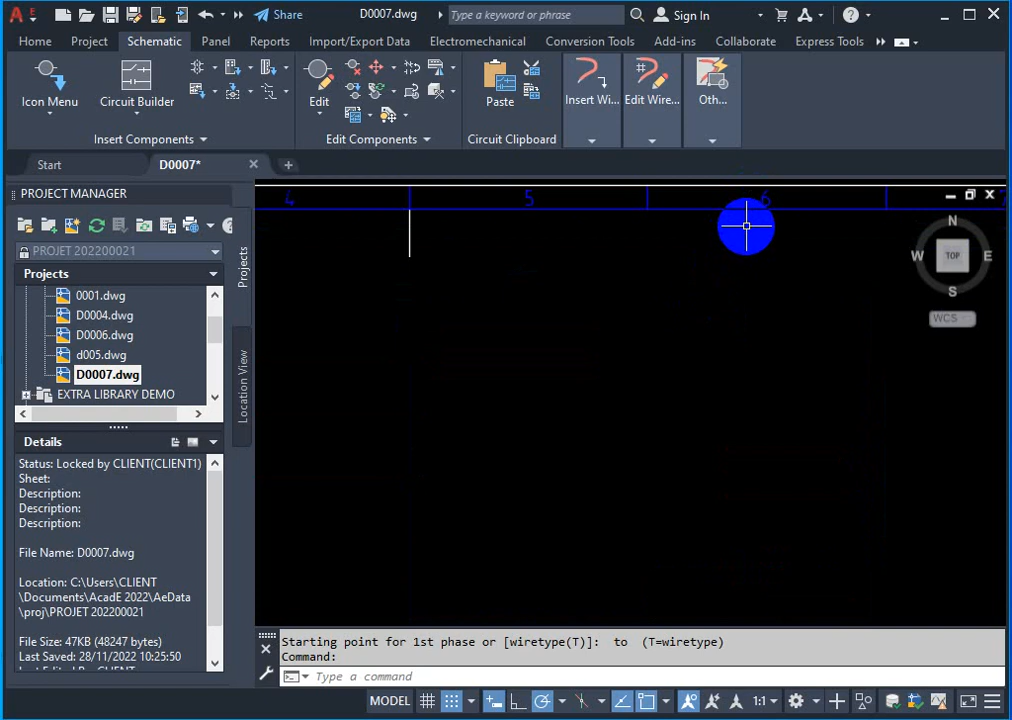 Share
D0007.dwg
Type a keyword or phrase
Sign In
Home
Project
Schematic
Panel
Reports
Import/Export Data
Electromechanical
Conversion Tools
Add-ins
Collaborate
Express Tools
Icon Menu
Circuit Builder
Edit
Paste
Insert Wi...
Edit Wire...
Oth...
Insert Components
Edit Components
Circuit Clipboard
Start
D0007*
PROJECT MANAGER
PROJET 202200021
Projects
0001.dwg
D0004.dwg
D0006.dwg
d005.dwg
D0007.dwg
EXTRA LIBRARY DEMO
Projects
Location View
Details
Status: Locked by CLIENT(CLIENT1)
Sheet:
Description:
Description:
Description:
File Name: D0007.dwg
Location: C:\Users\CLIENT
\Documents\AcadE 2022\AeData
\proj\PROJET 202200021
File Size: 47KB (48247 bytes)
Last Saved: 28/11/2022 10:25:50
4
5
6
N
W
TOP
E
S
WCS
Starting point for 1st phase or [wiretype(T)]:  to  (T=wiretype)
Command:
Type a command
MODEL
1:1